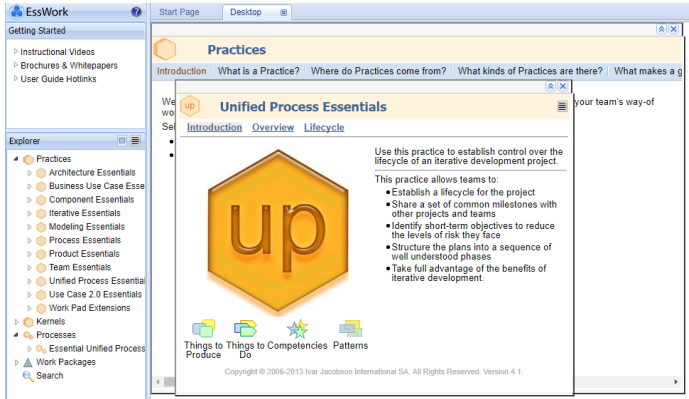 EssWork
Start Page
Desktop
Getting Started
Instructional Videos
Brochures & Whitepapers
User Guide Hotlinks
Explorer
Practices
Architecture Essentials
Business Use Case Esse
Component Essentials
Iterative Essentials
Modeling Essentials
Process Essentials
Product Essentials
Team Essentials
Unified Process Essential
Use Case 2.0 Essentials
Work Pad Extensions
Kernels
Processes
Essential Unified Process
Work Packages
Search
Practices
Introduction What is a Practice? Where do Practices come from? What kinds of Practices are there? What makes a g
We
your team's way-of
wo
Sel
up Unified Process Essentials
Introduction Overview Lifecycle
up
Use this practice to establish control over the
lifecycle of an iterative development project.
This practice allows teams to:
Establish a lifecycle for the project
Share a set of common milestones with
other projects and teams
Identify short-term objectives to reduce
the levels of risk they face
Structure the plans into a sequence of
well understood phases
Take full advantage of the benefits of
iterative development.
Things to Things to Competencies Patterns
Produce Do
Copyright © 2006-2013 Ivar Jacobson International SA. All Rights Reserved. Version 4.1.